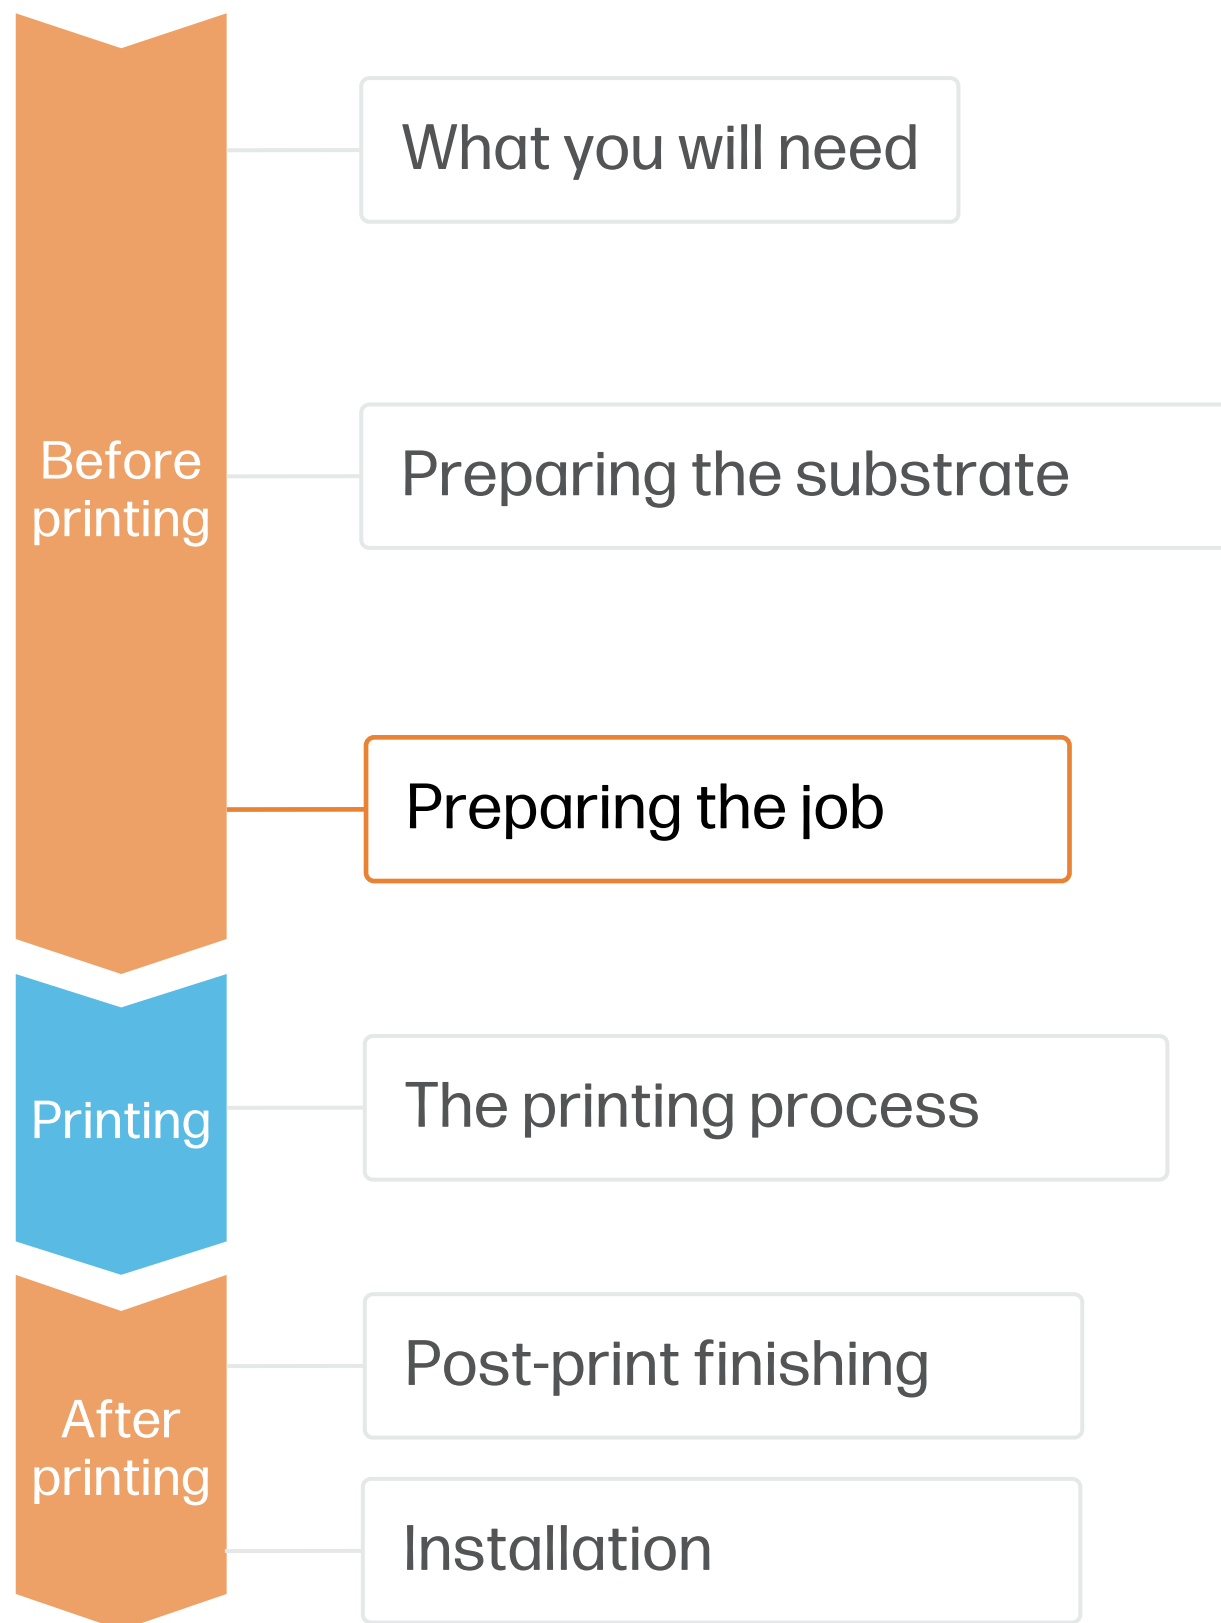 What you will need
Before
printing
Preparing the substrate
Preparing the job
Printing
The printing process
After
printing
Post-print finishing
Installation